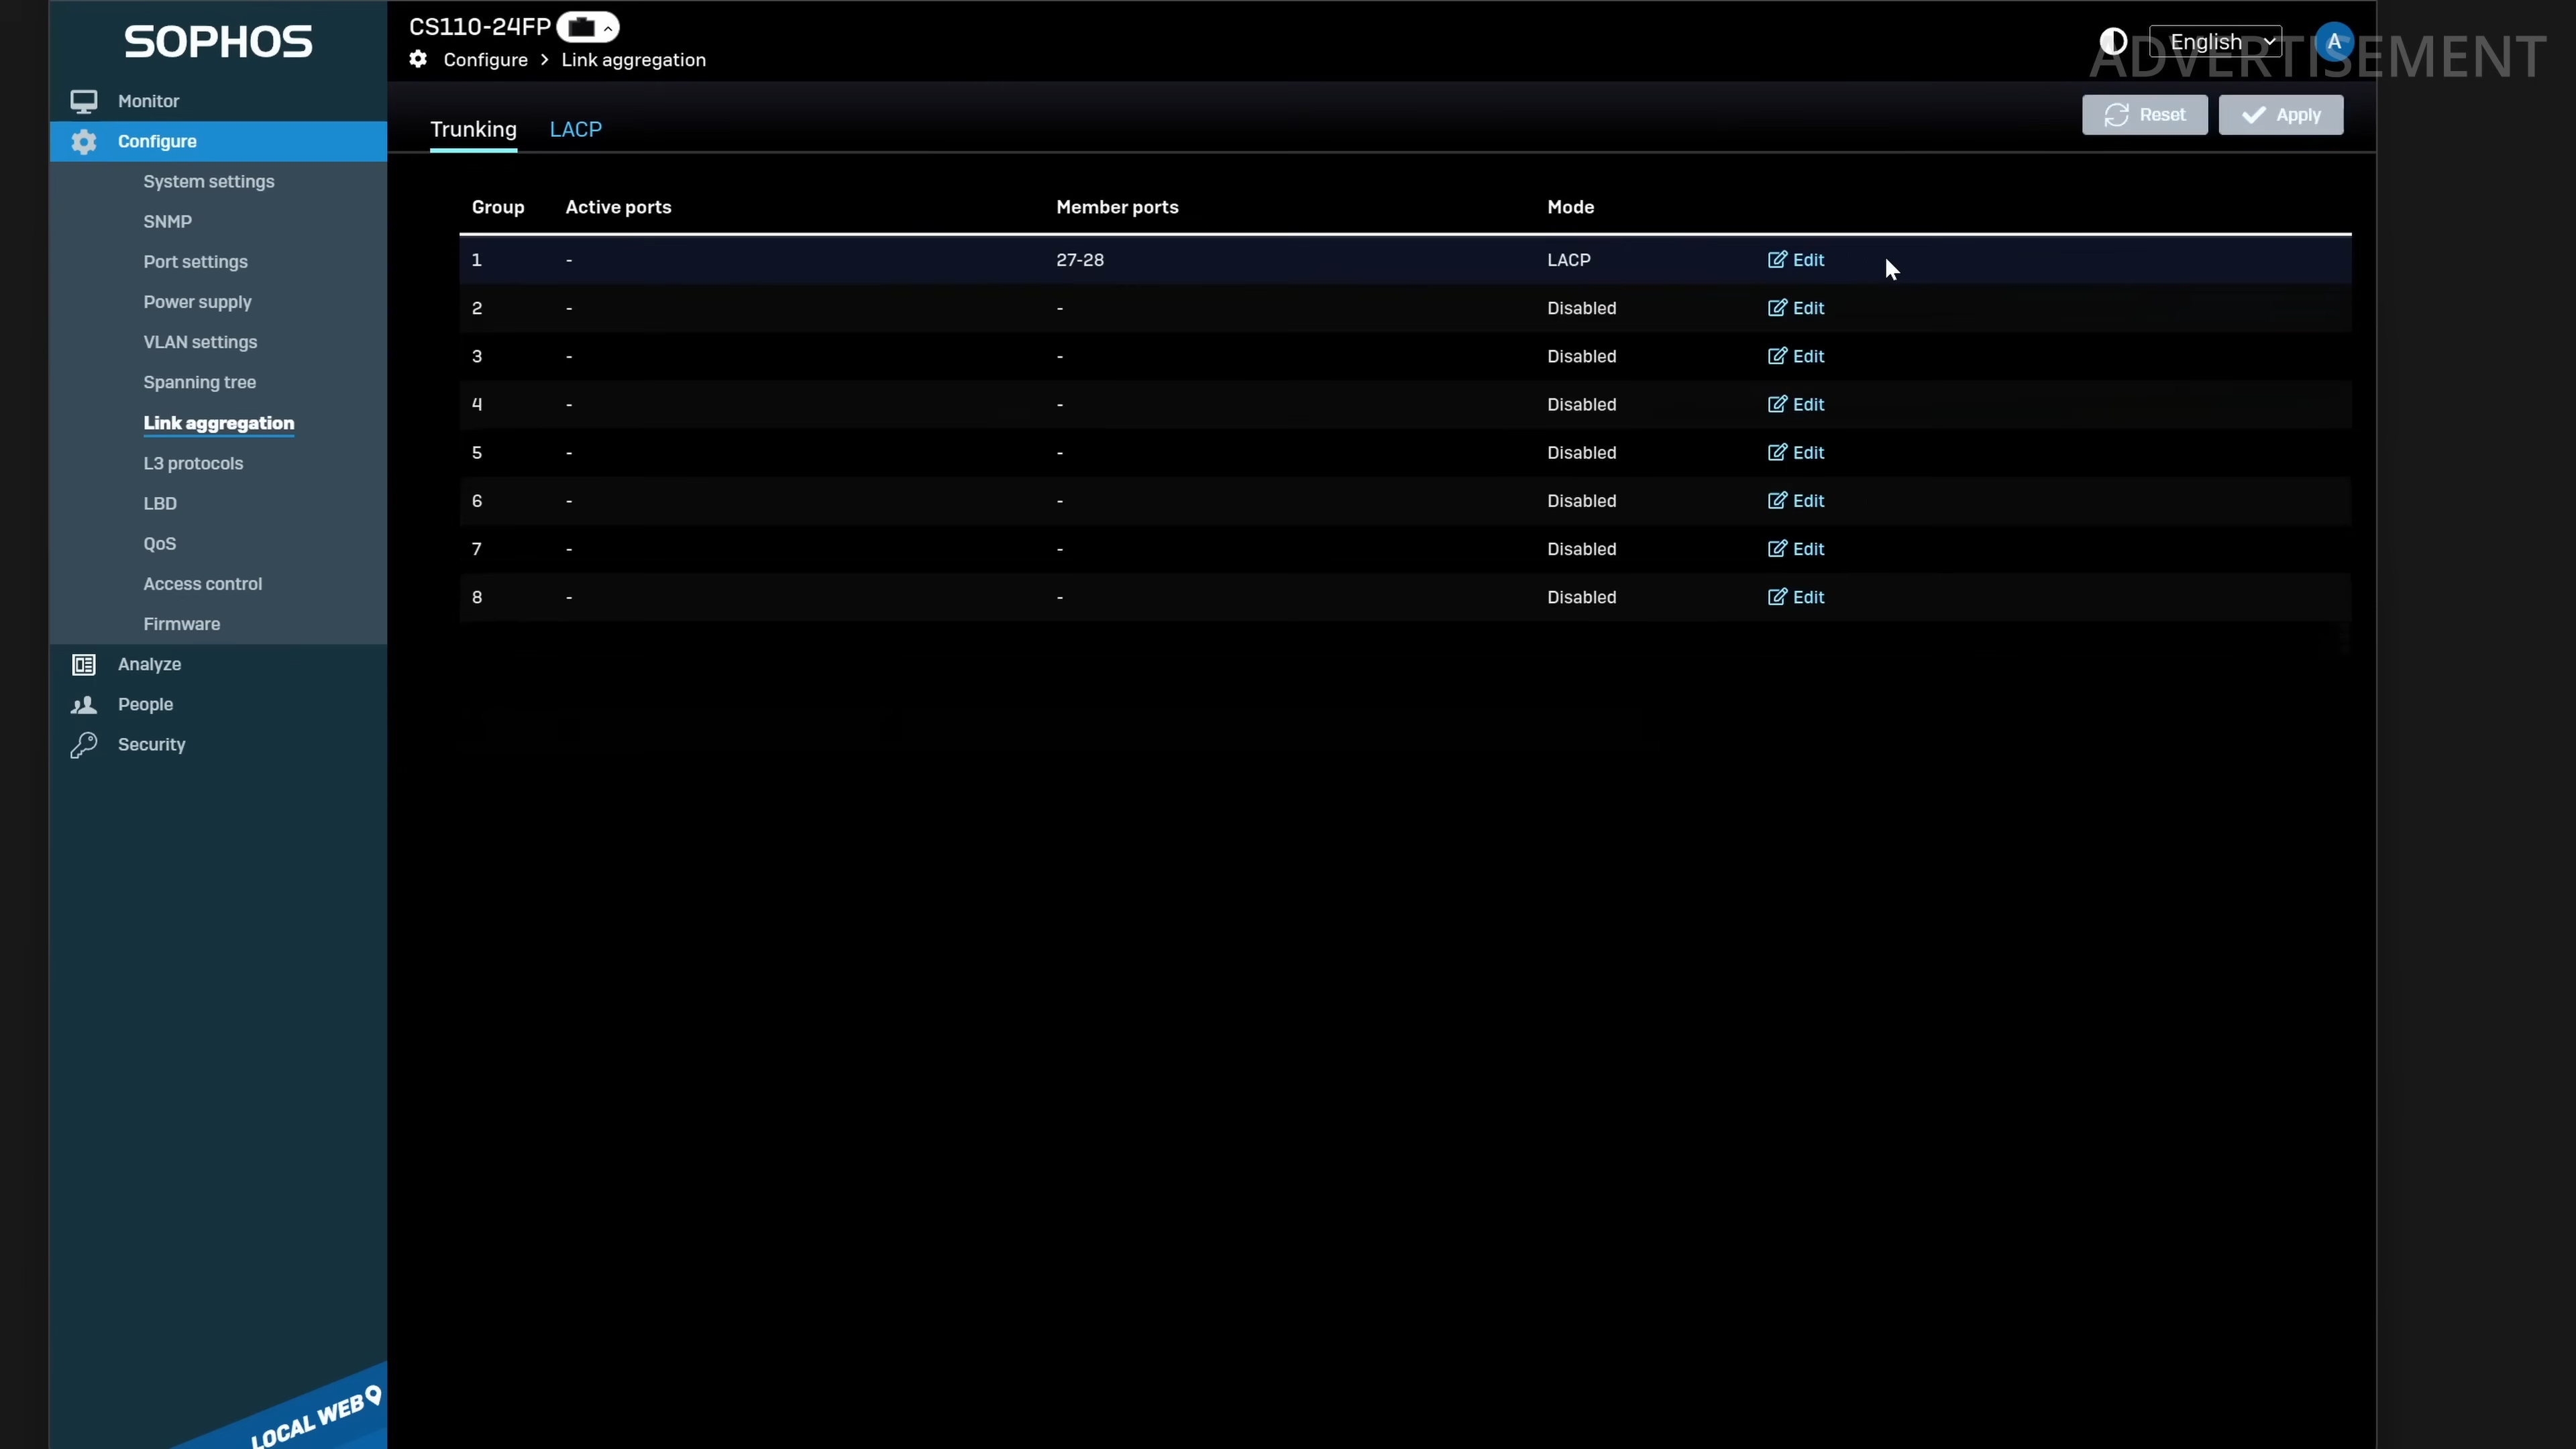 SOPHOS
Monitor
Configure
System settings
SNMP
Port settings
Power supply
VLAN settings
Spanning tree
Link aggregation
L3 protocols
LBD
QoS
Access control
Firmware
Analyze
People
Security
LOCAL WEB
CS110-24FP
Configure > Link aggregation
English
A
ADVERTISEMENT
Trunking LACP
Reset Apply
Group Active ports Member ports Mode
1 - 27-28 LACP Edit
2 - - Disabled Edit
3 - - Disabled Edit
4 - - Disabled Edit
5 - - Disabled Edit
6 - - Disabled Edit
7 - - Disabled Edit
8 - - Disabled Edit